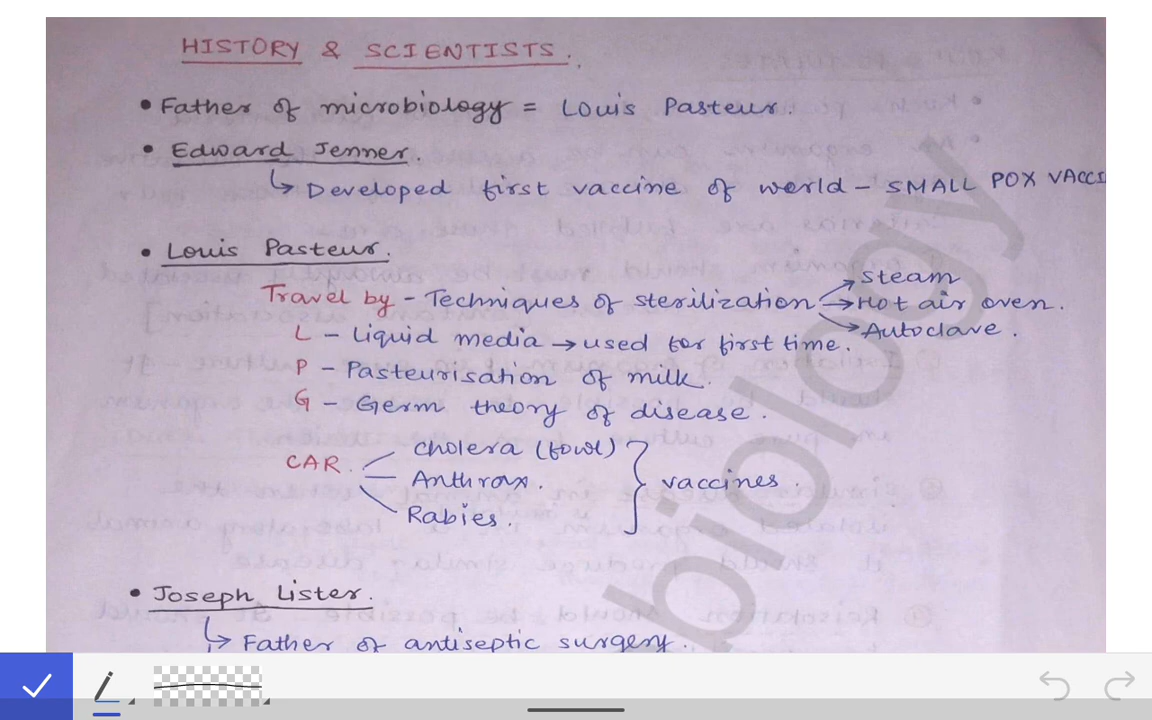 HISTORY & SCIENTISTS.
• Father of microbiology = Louis Pasteur.
• Edward Jenner.
↳ Developed first vaccine of world – SMALL POX VACCI
• Louis Pasteur.
Travel by – Techniques of sterilization → Steam
→ Hot air oven.
→ Autoclave.
L – Liquid media → used for first time.
P – Pasteurisation of milk.
G – Germ theory of disease.
CAR. Cholera (fowl)
Anthrax. } vaccines.
Rabies.
• Joseph Lister.
↳ Father of antiseptic surgery.
biology